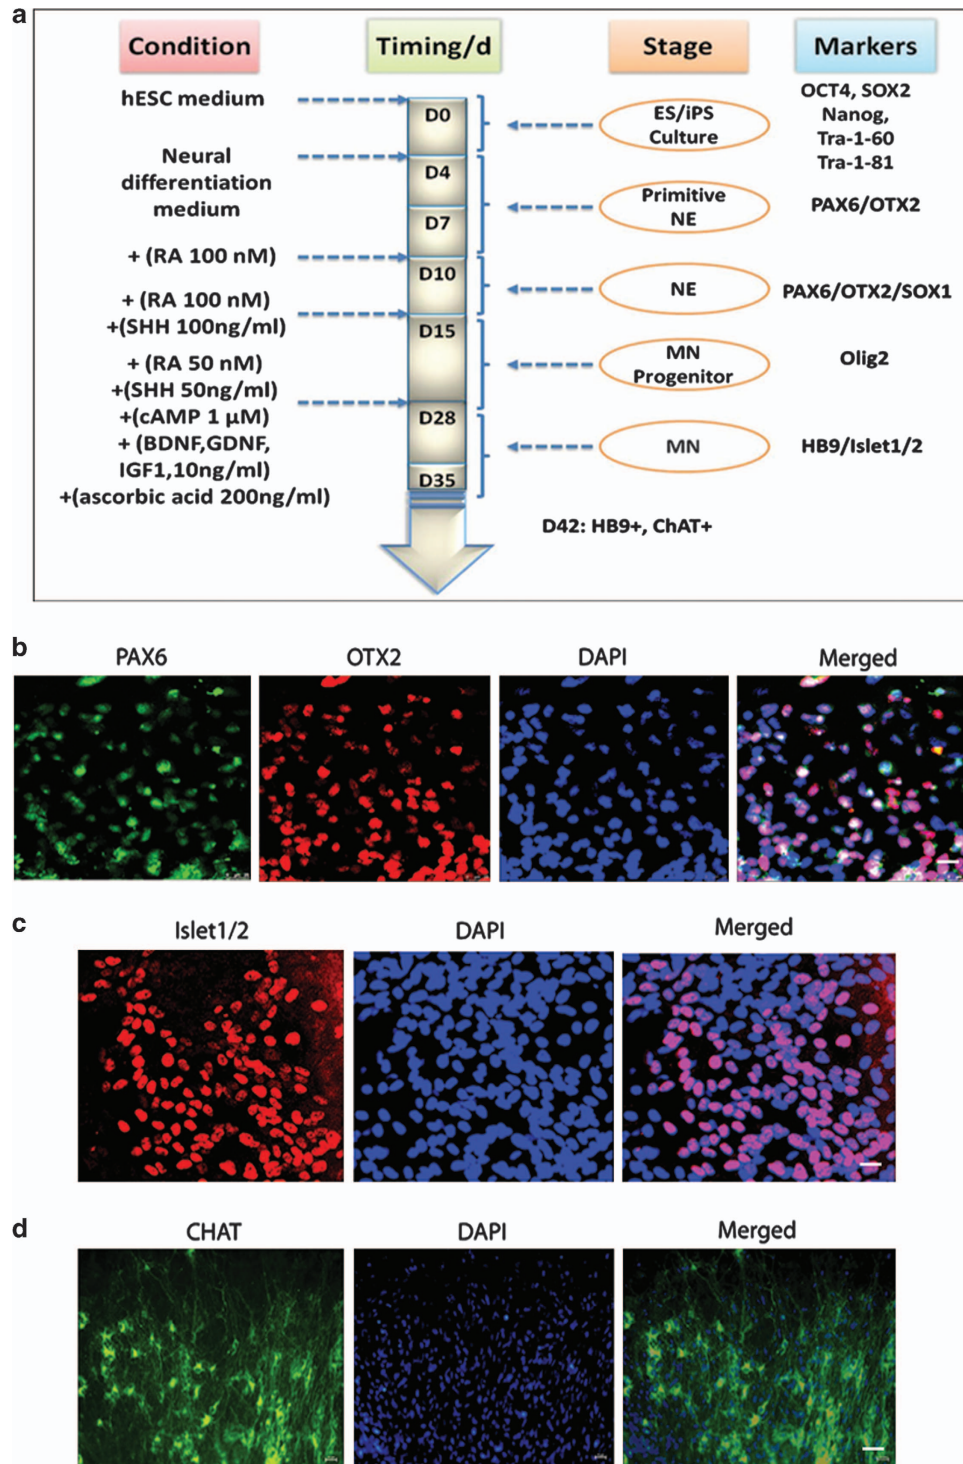 a
Condition
Timing/d
Stage
Markers
hESC medium
Neural
differentiation
medium
+ (RA 100 nM)
+ (RA 100 nM)
+(SHH 100ng/ml)
+ (RA 50 nM)
+(SHH 50ng/ml)
+(cAMP 1 µM)
+ (BDNF,GDNF,
IGF1,10ng/ml)
+(ascorbic acid 200ng/ml)
D0
D4
D7
D10
D15
D28
D35
ES/iPS
Culture
Primitive
NE
NE
MN
Progenitor
MN
OCT4, SOX2
Nanog,
Tra-1-60
Tra-1-81
PAX6/OTX2
PAX6/OTX2/SOX1
Olig2
HB9/Islet1/2
D42: HB9+, ChAT+
b
PAX6
OTX2
DAPI
Merged
c
Islet1/2
DAPI
Merged
d
CHAT
DAPI
Merged